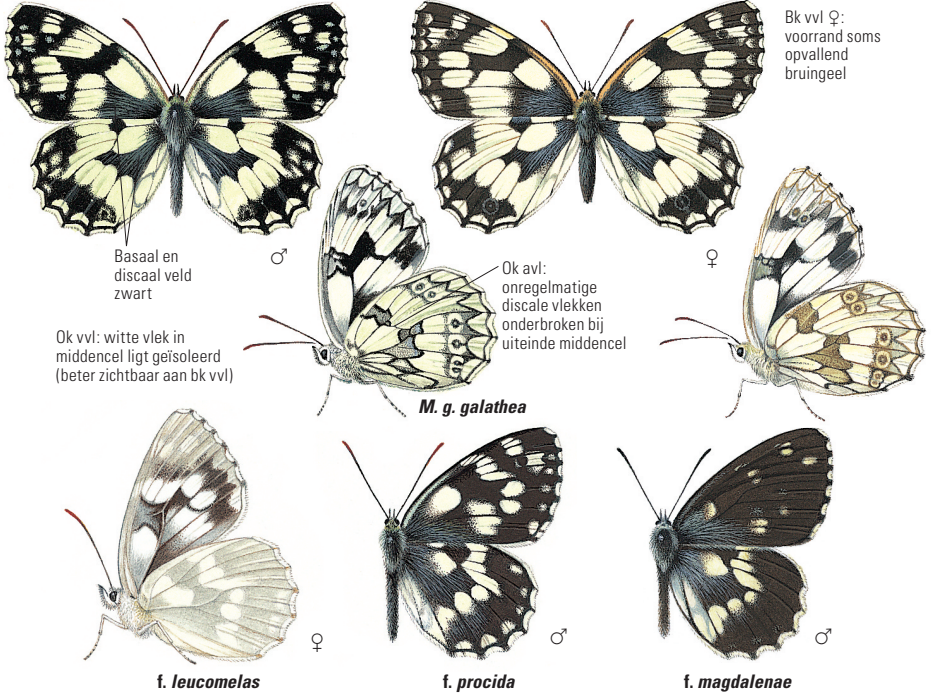 Bk vvl ♀:
voorrand soms
opvallend
bruingeel
Basaal en
discaal veld
zwart
♂
♀
Ok avl:
onregelmatige
discale vlekken
onderbroken bij
uiteinde middencel
Ok vvl: witte vlek in
middencel ligt geïsoleerd
(beter zichtbaar aan bk vvl)
M. g. galathea
♀
♂
♂
f. leucomelas
f. procida
f. magdalenae